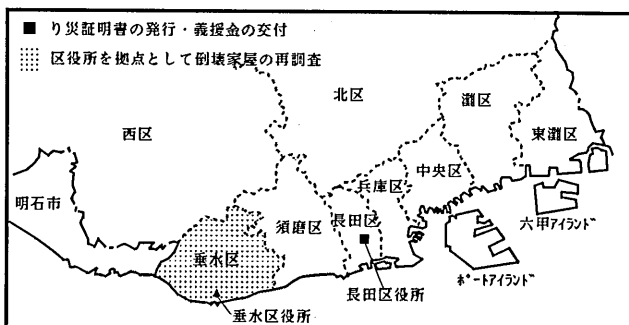 ■ り災証明書の発行・義援金の交付
区役所を拠点として倒壊家屋の再調査
北区
灘区
東灘区
西区
中央区
兵庫区
明石市
須磨区
長田区
六甲アイランド
垂水区
ポートアイランド
長田区役所
垂水区役所